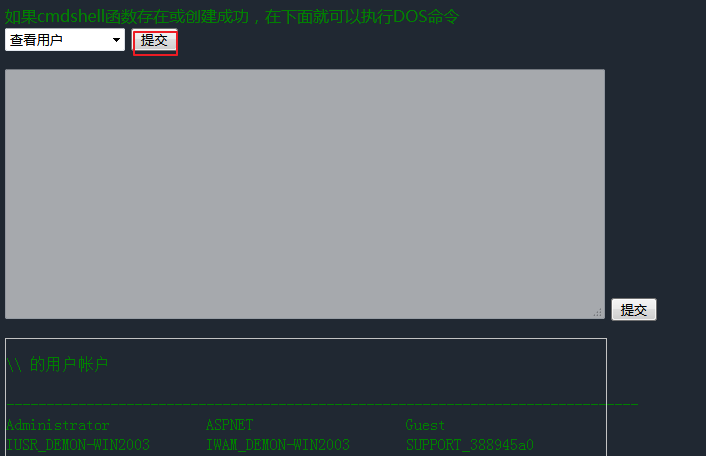 如果cmdshell函数存在或创建成功，在下面就可以执行DOS命令
查看用户 提交
提交
\\ 的用户帐户
-------------------------------------------------------------------------------
Administrator ASPNET Guest
IUSR_DEMON-WIN2003 IWAM_DEMON-WIN2003 SUPPORT_388945a0